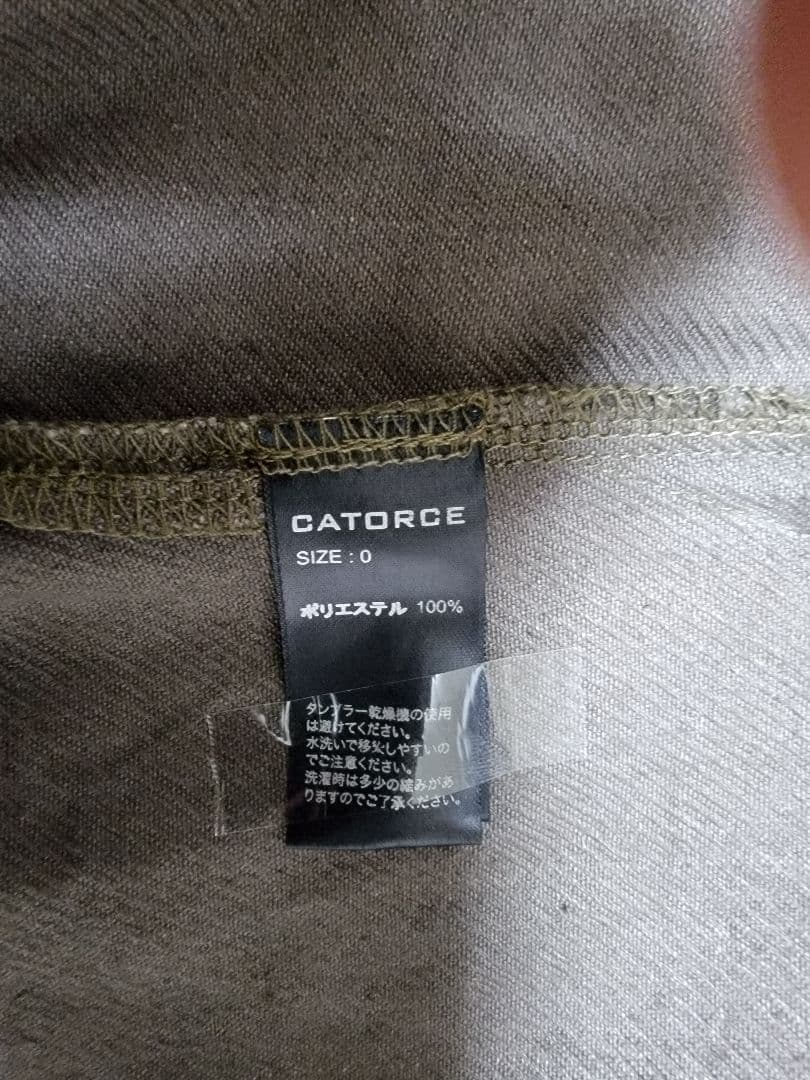 CATORCE
SIZE : 0
ポリエステル 100%
タンブラー乾燥機の使用
は避けてください。
水洗いで移染しやすいの
でご注意ください。
洗濯時は多少の縮みがあ
りますのでご了承ください。